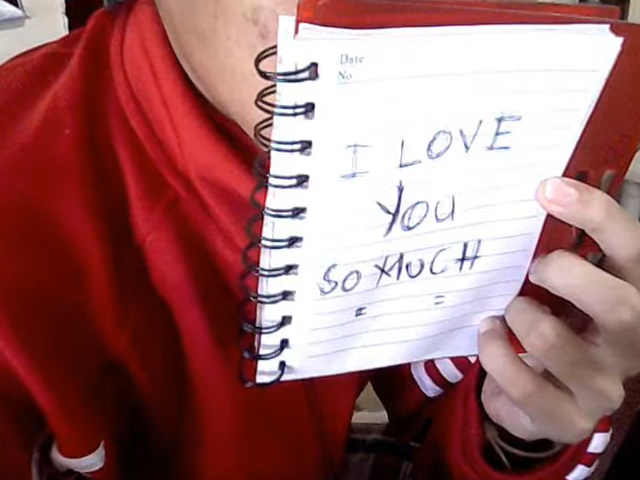 Date
No
I LOVE
YOU
SO MUCH
= =